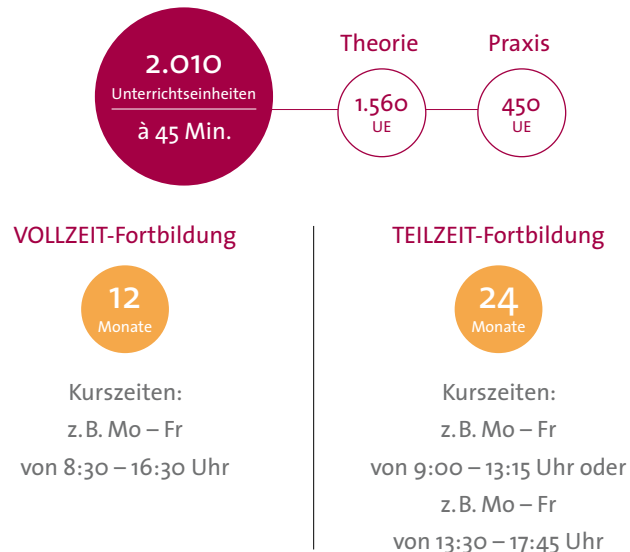 2.010
Unterrichtseinheiten
à 45 Min.
Theorie
1.560
UE
Praxis
450
UE
VOLLZEIT-Fortbildung
12
Monate
Kurszeiten:
z.B. Mo – Fr
von 8:30 – 16:30 Uhr
TEILZEIT-Fortbildung
24
Monate
Kurszeiten:
z.B. Mo – Fr
von 9:00 – 13:15 Uhr oder
z.B. Mo – Fr
von 13:30 – 17:45 Uhr